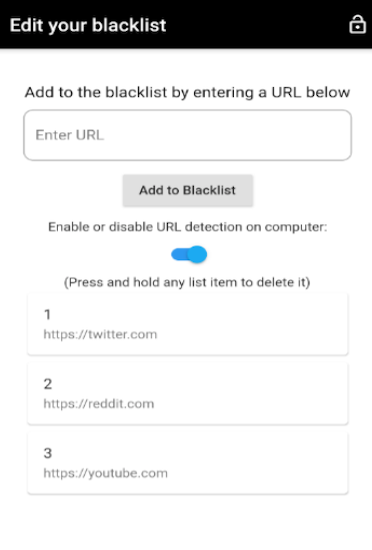 Edit your blacklist
Add to the blacklist by entering a URL below
Enter URL
Add to Blacklist
Enable or disable URL detection on computer:
(Press and hold any list item to delete it)
1
https://twitter.com
2
https://reddit.com
3
https://youtube.com